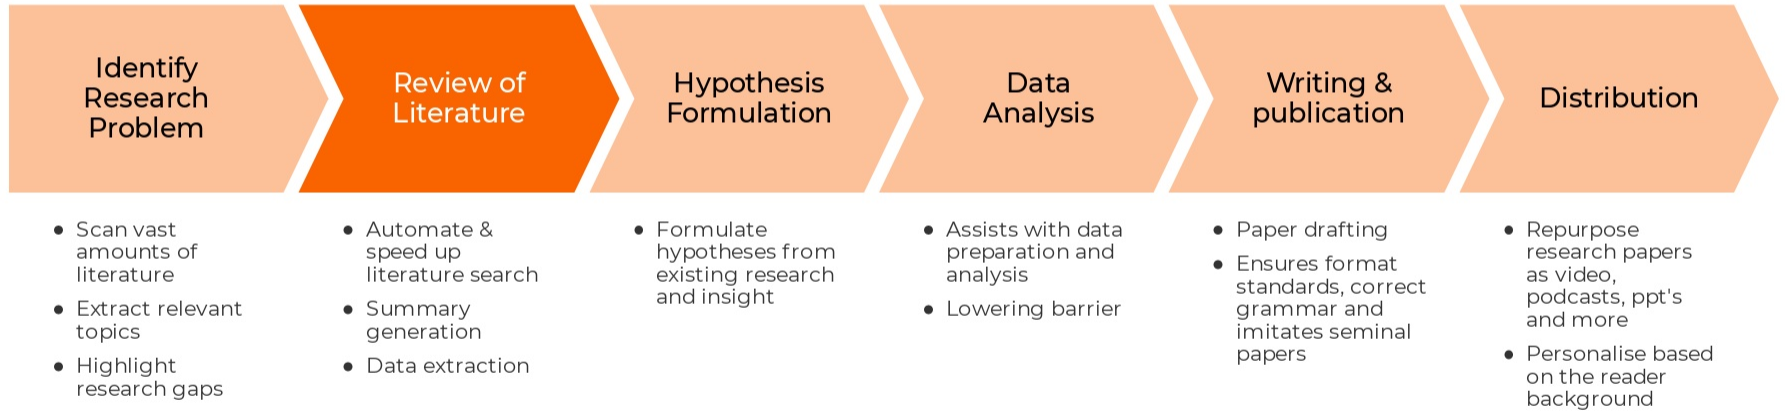 Identify
Research
Problem
Review of
Literature
Hypothesis
Formulation
Data
Analysis
Writing &
publication
Distribution
• Scan vast
amounts of
literature
• Extract relevant
topics
• Highlight
research gaps
• Automate &
speed up
literature search
• Summary
generation
• Data extraction
• Formulate
hypotheses from
existing research
and insight
• Assists with data
preparation and
analysis
• Lowering barrier
• Paper drafting
• Ensures format
standards, correct
grammar and
imitates seminal
papers
• Repurpose
research papers
as video,
podcasts, ppt's
and more
• Personalise based
on the reader
background